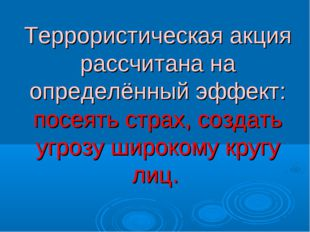 Террористическая акция
рассчитана на
определённый эффект:
посеять страх, создать
угрозу широкому кругу
лиц.